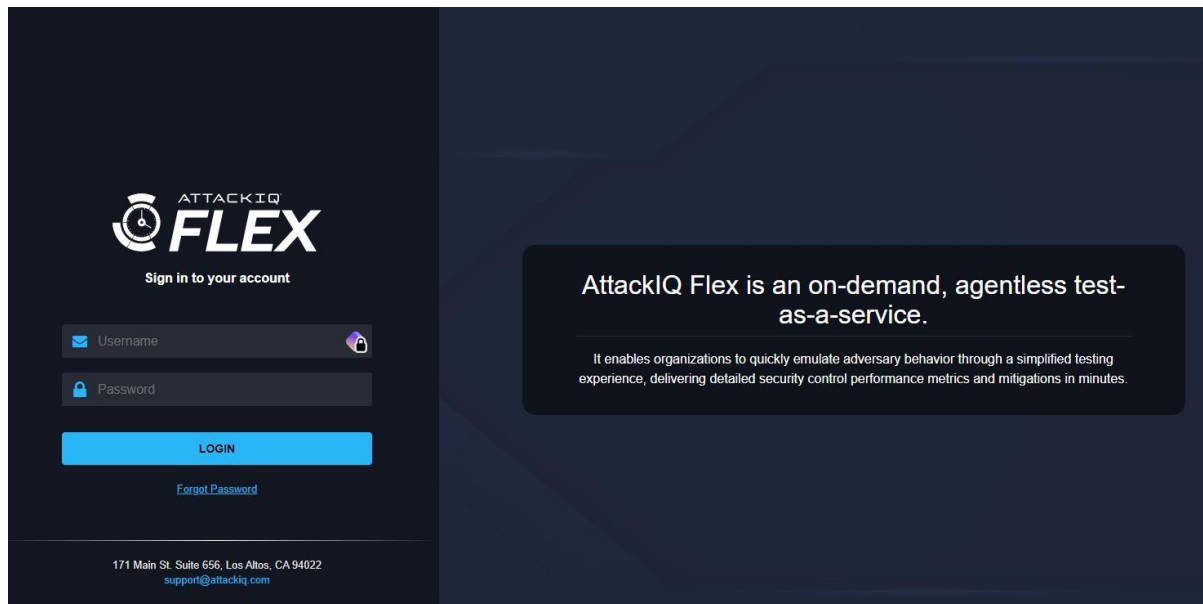 ATTACKIQ
FLEX
Sign in to your account
Username
Password
LOGIN
Forgot Password
171 Main St. Suite 656, Los Altos, CA 94022
support@attackiq.com
AttackIQ Flex is an on-demand, agentless test-
as-a-service.
It enables organizations to quickly emulate adversary behavior through a simplified testing
experience, delivering detailed security control performance metrics and mitigations in minutes.